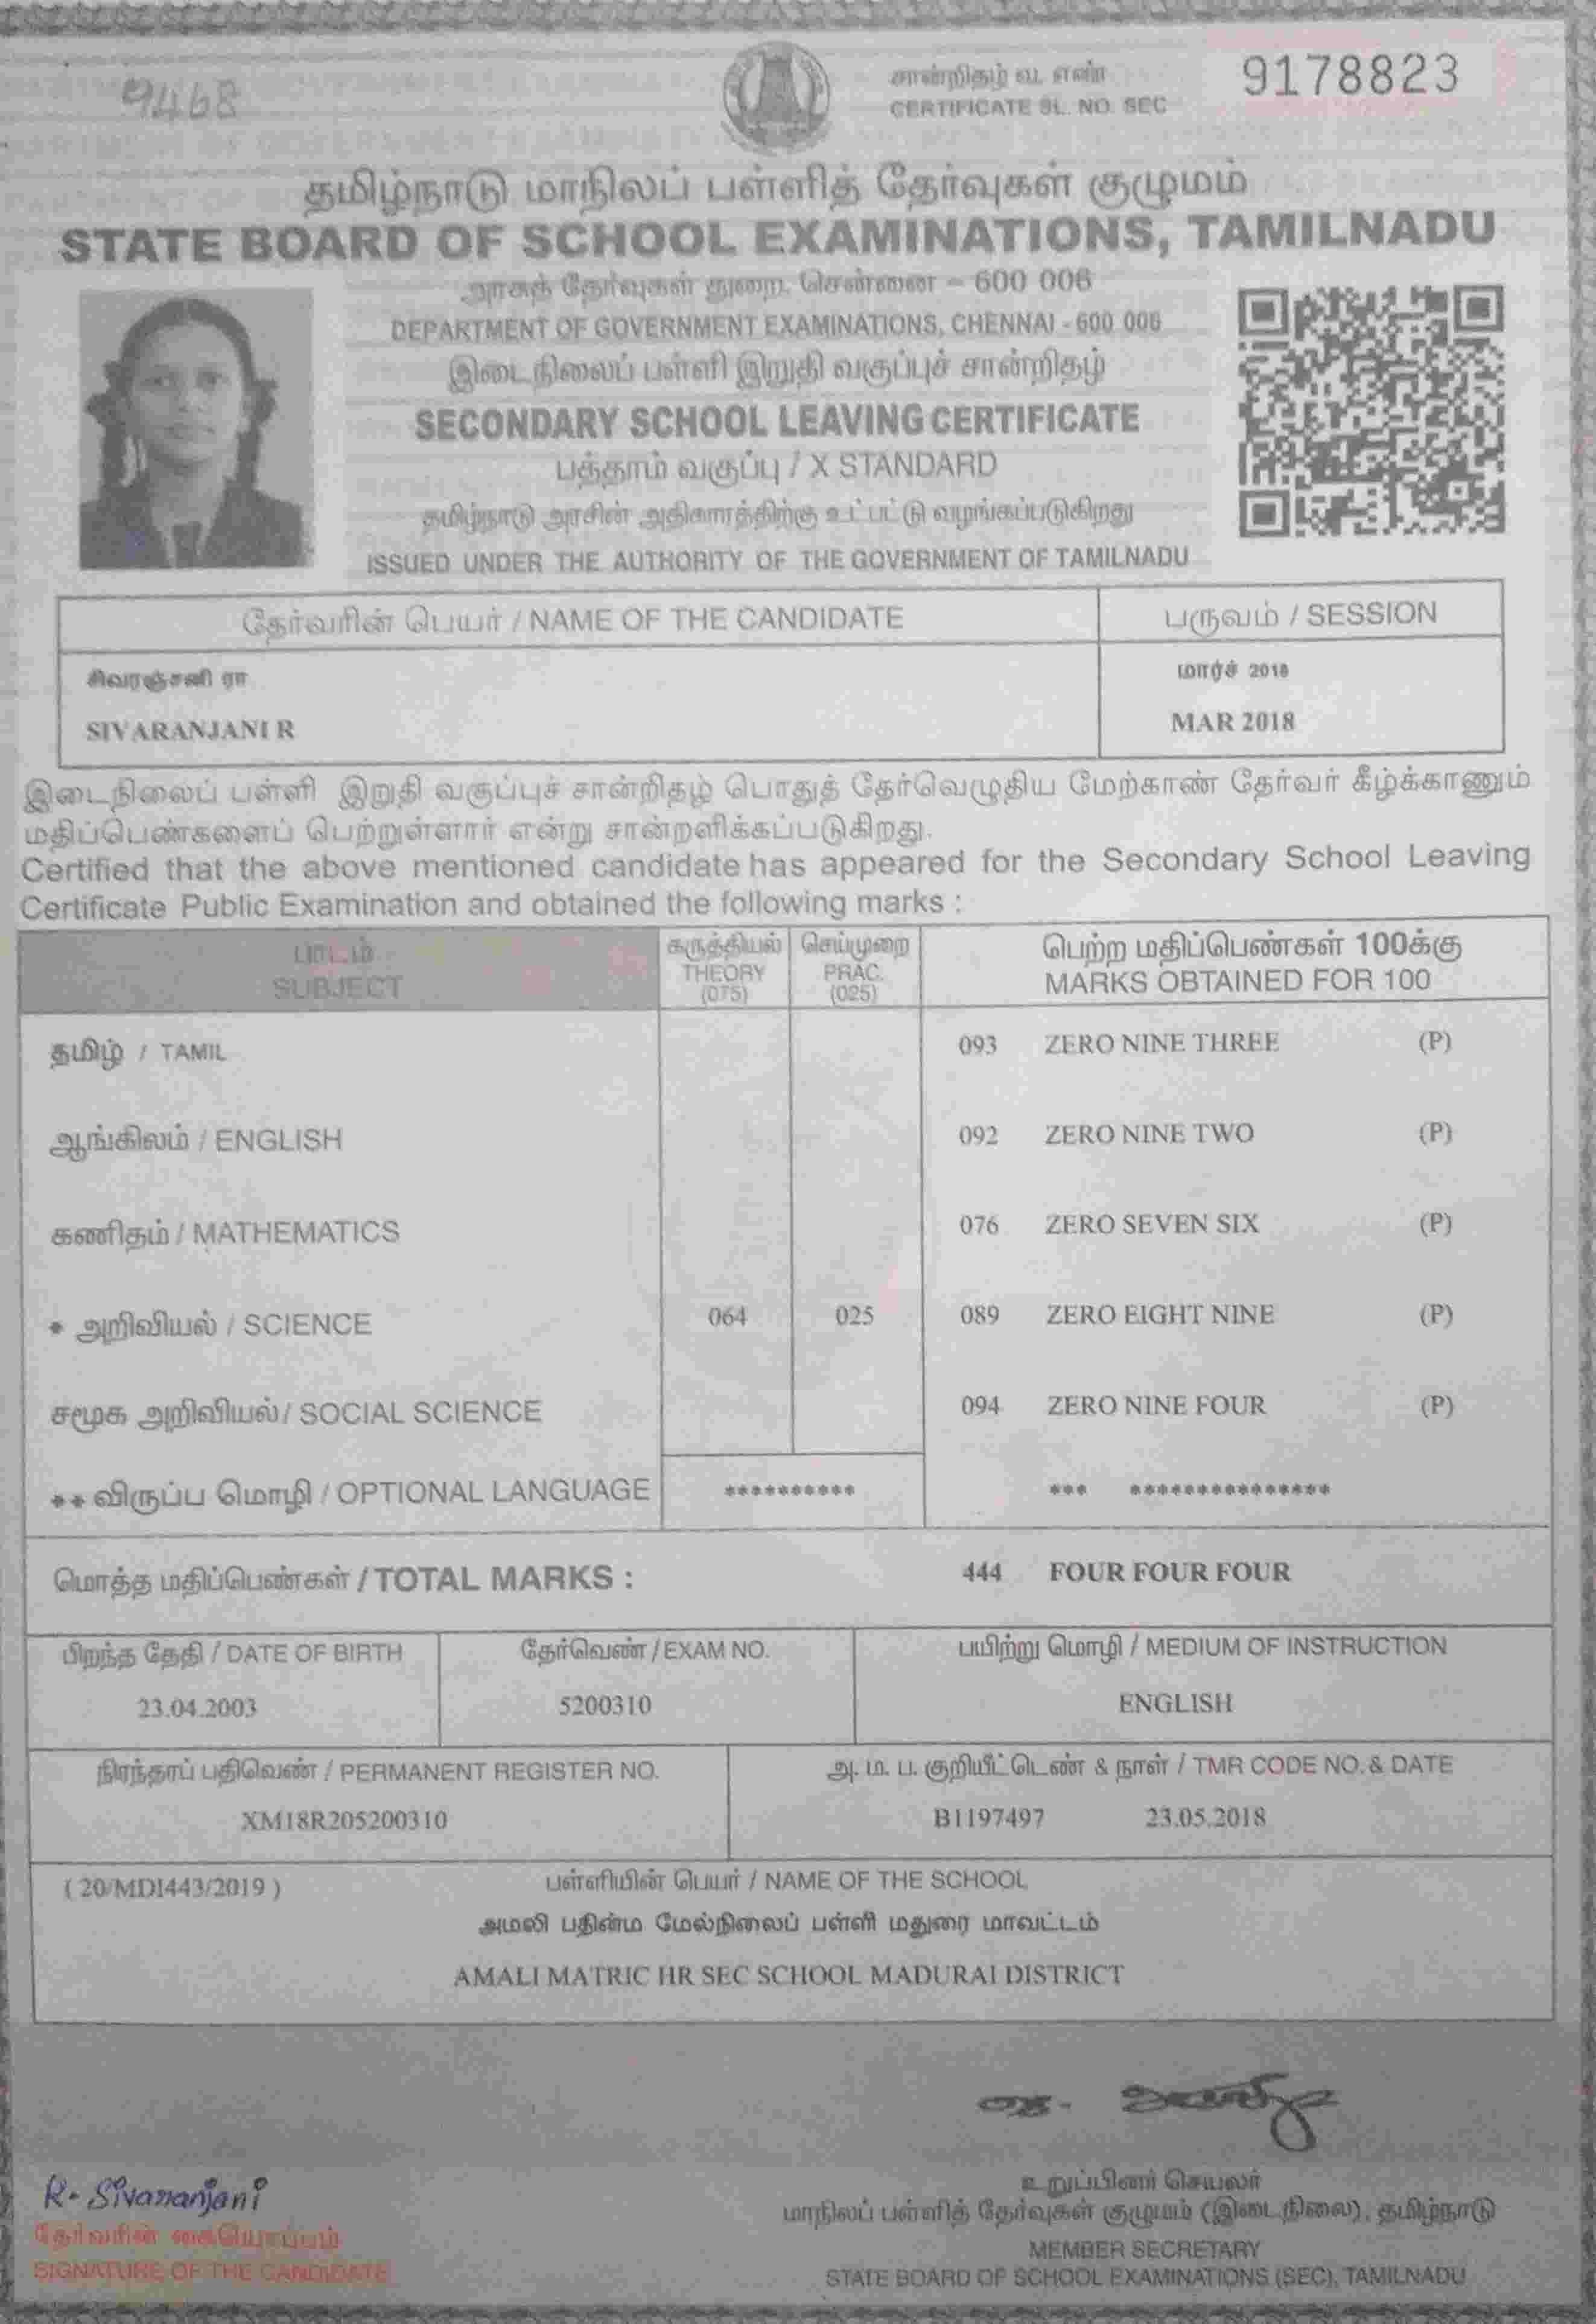 9468
சான்றிதழ் வ. எண்
CERTIFICATE SL. NO. SEC
9178823
தமிழ்நாடு மாநிலப் பள்ளித் தேர்வுகள் குழுமம்
STATE BOARD OF SCHOOL EXAMINATIONS, TAMILNADU
அரசுத் தேர்வுகள் துறை, சென்னை – 600 006
DEPARTMENT OF GOVERNMENT EXAMINATIONS, CHENNAI - 600 006
இடைநிலைப் பள்ளி இறுதி வகுப்புச் சான்றிதழ்
SECONDARY SCHOOL LEAVING CERTIFICATE
பத்தாம் வகுப்பு / X STANDARD
தமிழ்நாடு அரசின் அதிகாரத்திற்கு உட்பட்டு வழங்கப்படுகிறது
ISSUED UNDER THE AUTHORITY OF THE GOVERNMENT OF TAMILNADU
தேர்வரின் பெயர் / NAME OF THE CANDIDATE
பருவம் / SESSION
சிவரஞ்சனி ரா
மார்ச் 2018
SIVARANJANI R
MAR 2018
இடைநிலைப் பள்ளி இறுதி வகுப்புச் சான்றிதழ் பொதுத் தேர்வெழுதிய மேற்காண் தேர்வர் கீழ்க்காணும்
மதிப்பெண்களைப் பெற்றுள்ளார் என்று சான்றளிக்கப்படுகிறது.
Certified that the above mentioned candidate has appeared for the Secondary School Leaving
Certificate Public Examination and obtained the following marks :
பாடம்
SUBJECT
கருத்தியல்
THEORY
(075)
செய்முறை
PRAC.
(025)
பெற்ற மதிப்பெண்கள் 100க்கு
MARKS OBTAINED FOR 100
தமிழ் / TAMIL 093 ZERO NINE THREE (P)
ஆங்கிலம் / ENGLISH 092 ZERO NINE TWO (P)
கணிதம் / MATHEMATICS 076 ZERO SEVEN SIX (P)
* அறிவியல் / SCIENCE 064 025 089 ZERO EIGHT NINE (P)
சமூக அறிவியல் / SOCIAL SCIENCE 094 ZERO NINE FOUR (P)
** விருப்ப மொழி / OPTIONAL LANGUAGE ********** *** ***************
மொத்த மதிப்பெண்கள் / TOTAL MARKS : 444 FOUR FOUR FOUR
பிறந்த தேதி / DATE OF BIRTH
தேர்வெண் / EXAM NO.
பயிற்று மொழி / MEDIUM OF INSTRUCTION
23.04.2003
5200310
ENGLISH
நிரந்தரப் பதிவெண் / PERMANENT REGISTER NO.
அ. ம. ப. குறியீட்டெண் & நாள் / TMR CODE NO. & DATE
XM18R205200310
B1197497 23.05.2018
( 20/MD1443/2019 )
பள்ளியின் பெயர் / NAME OF THE SCHOOL
அமலி பதின்ம மேல்நிலைப் பள்ளி மதுரை மாவட்டம்
AMALI MATRIC HR SEC SCHOOL MADURAI DISTRICT
R. Sivaranjani
தேர்வரின் கையொப்பம்
SIGNATURE OF THE CANDIDATE
உறுப்பினர் செயலர்
மாநிலப் பள்ளித் தேர்வுகள் குழுமம் (இடைநிலை), தமிழ்நாடு
MEMBER SECRETARY
STATE BOARD OF SCHOOL EXAMINATIONS (SEC), TAMILNADU